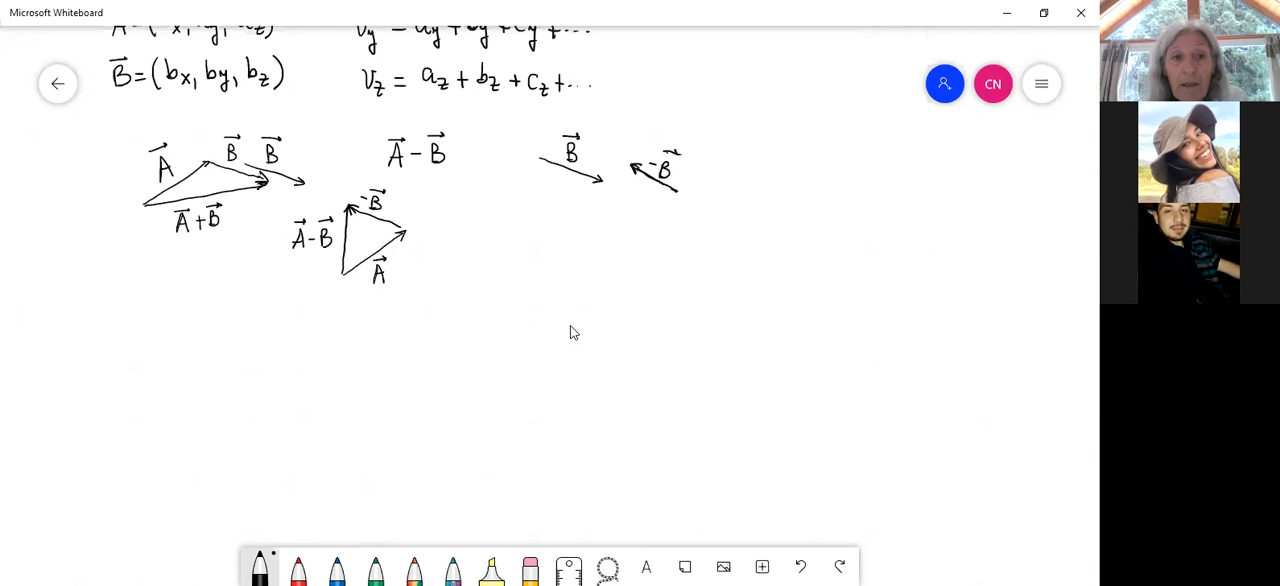 Microsoft Whiteboard
B⃗ = (bx, by, bz)
Vz = az + bz + cz + ...
CN
A⃗
B⃗
B⃗
A⃗ + B⃗
A⃗ - B⃗
B⃗
-B⃗
-B⃗
A⃗ - B⃗
A⃗
A